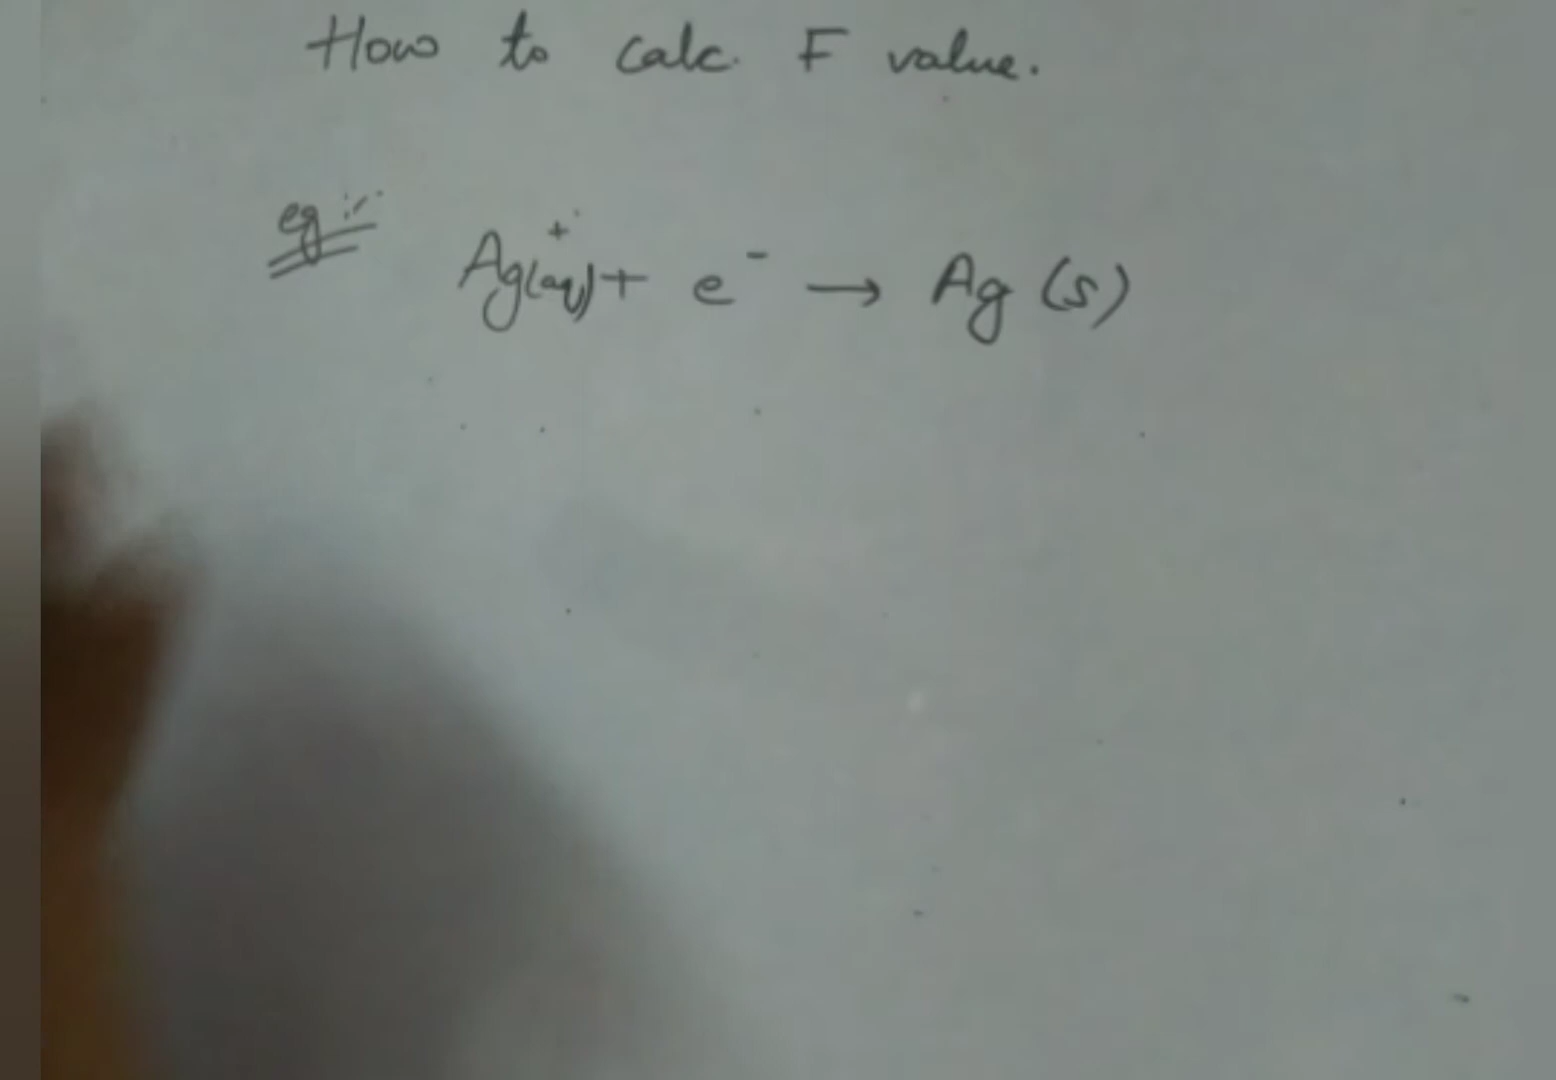 How to calc. F value.
eg:- Ag⁺(aq) + e⁻ → Ag (s)